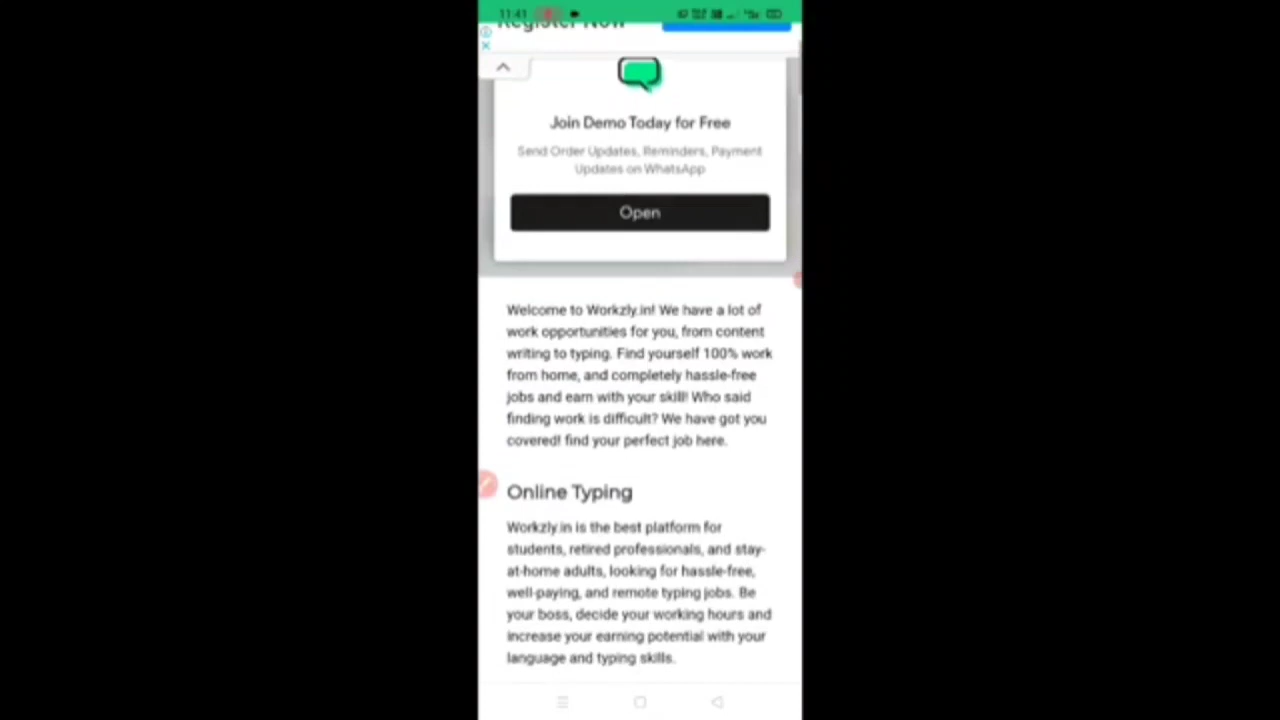 11:41
Register Now
Join Demo Today for Free
Send Order Updates, Reminders, Payment
Updates on WhatsApp
Open
Welcome to Workzly.in! We have a lot of
work opportunities for you, from content
writing to typing. Find yourself 100% work
from home, and completely hassle-free
jobs and earn with your skill! Who said
finding work is difficult? We have got you
covered! find your perfect job here.
Online Typing
Workzly.in is the best platform for
students, retired professionals, and stay-
at-home adults, looking for hassle-free,
well-paying, and remote typing jobs. Be
your boss, decide your working hours and
increase your earning potential with your
language and typing skills.